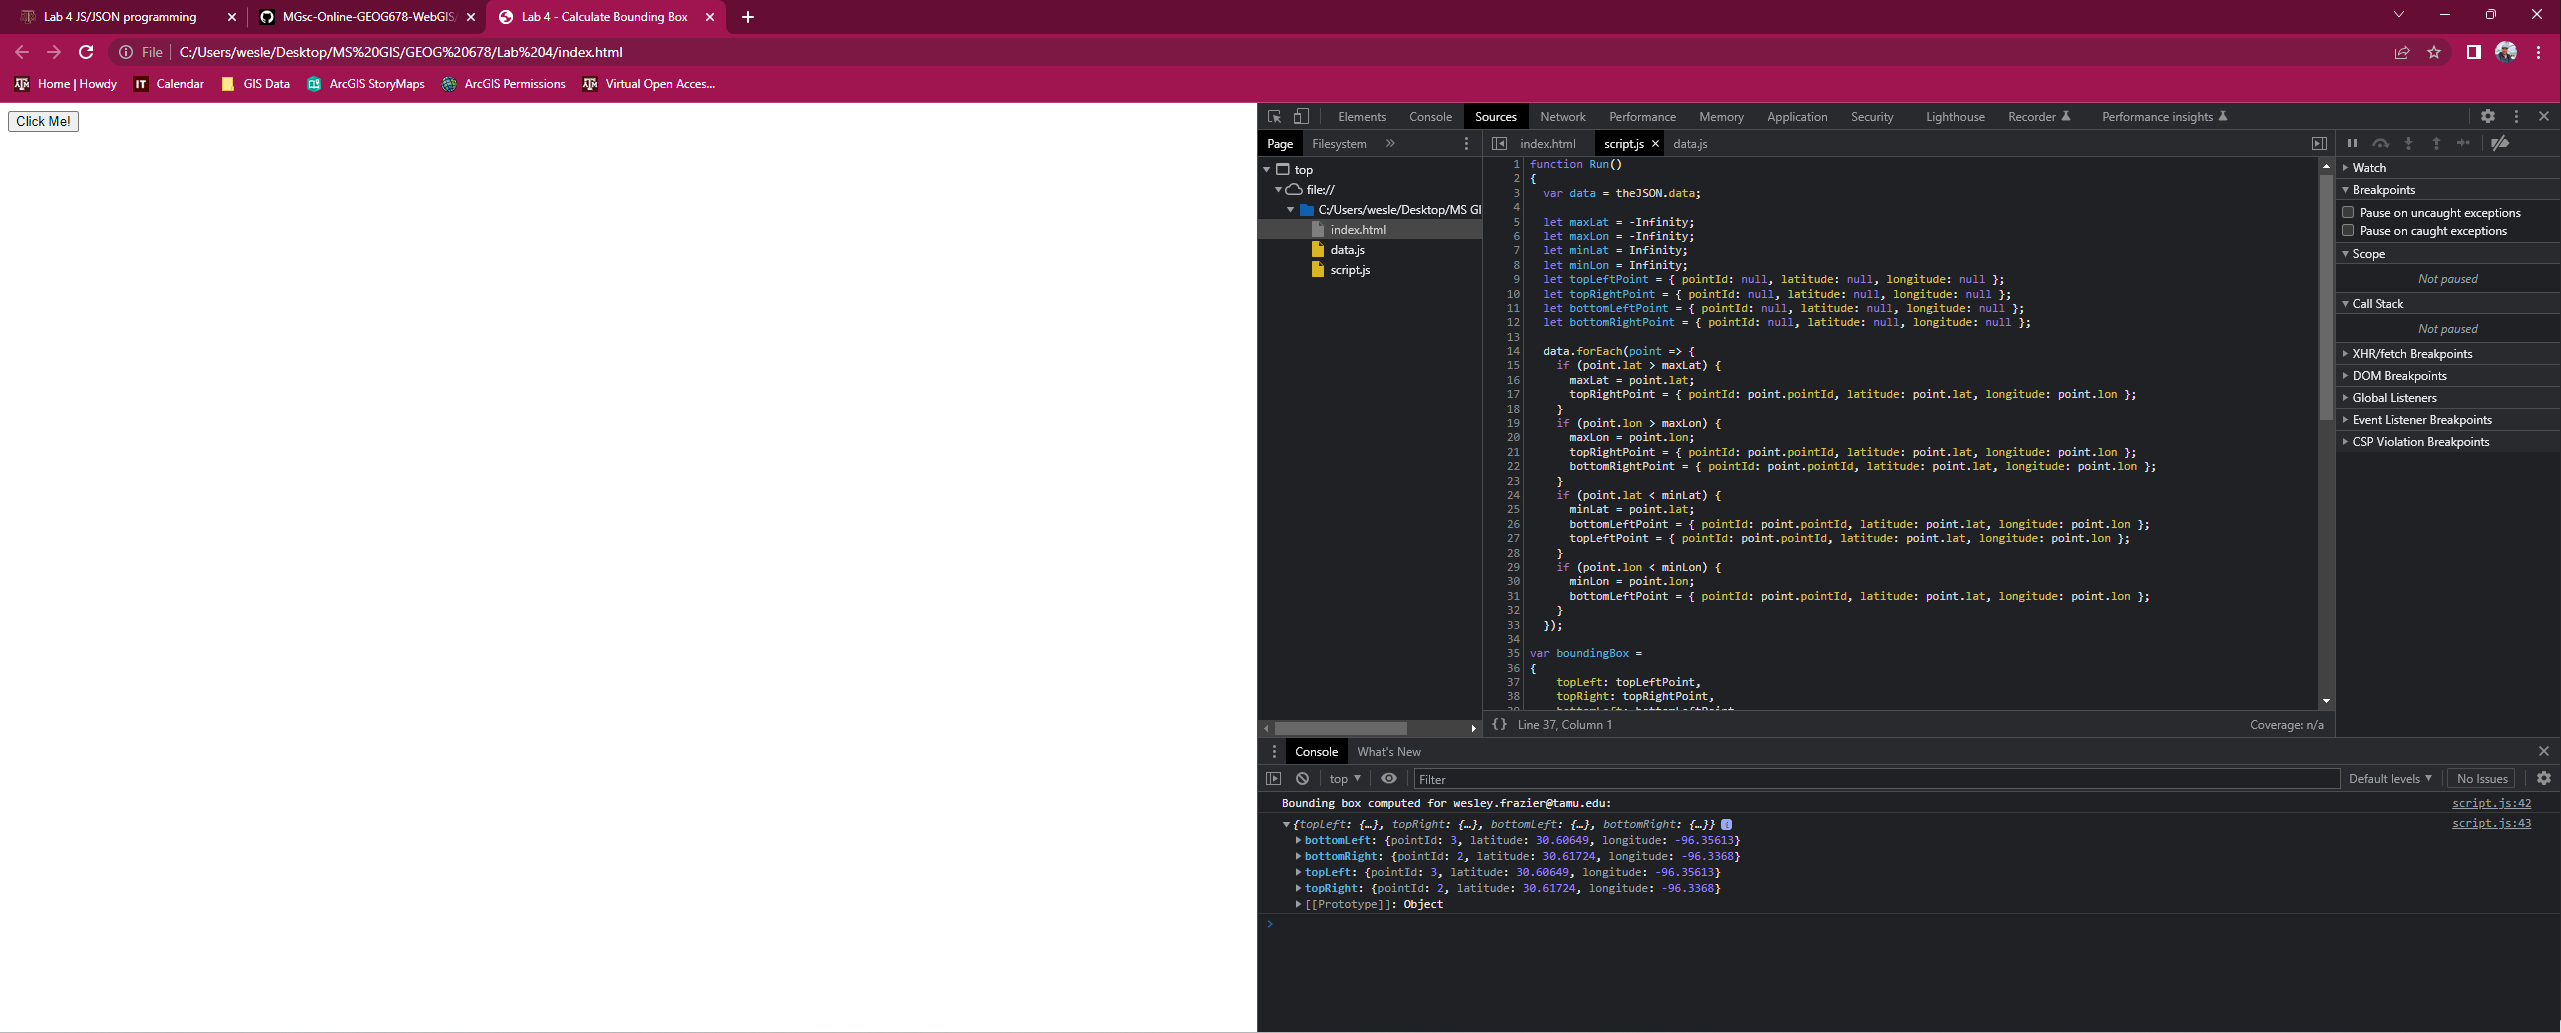 Lab 4 JS/JSON programming
MGsc-Online-GEOG678-WebGIS
Lab 4 - Calculate Bounding Box
File
C:/Users/wesle/Desktop/MS%20GIS/GEOG%20678/Lab%204/index.html
Home | Howdy
Calendar
GIS Data
ArcGIS StoryMaps
ArcGIS Permissions
Virtual Open Acces...
Click Me!
Elements Console Sources Network Performance Memory Application Security Lighthouse Recorder Performance insights
Page Filesystem
top
file://
C:/Users/wesle/Desktop/MS GI
index.html
data.js
script.js
index.html script.js data.js
1 function Run()
2 {
3 var data = theJSON.data;
4
5 let maxLat = -Infinity;
6 let maxLon = -Infinity;
7 let minLat = Infinity;
8 let minLon = Infinity;
9 let topLeftPoint = { pointId: null, latitude: null, longitude: null };
10 let topRightPoint = { pointId: null, latitude: null, longitude: null };
11 let bottomLeftPoint = { pointId: null, latitude: null, longitude: null };
12 let bottomRightPoint = { pointId: null, latitude: null, longitude: null };
13
14 data.forEach(point => {
15 if (point.lat > maxLat) {
16 maxLat = point.lat;
17 topRightPoint = { pointId: point.pointId, latitude: point.lat, longitude: point.lon };
18 }
19 if (point.lon > maxLon) {
20 maxLon = point.lon;
21 topRightPoint = { pointId: point.pointId, latitude: point.lat, longitude: point.lon };
22 bottomRightPoint = { pointId: point.pointId, latitude: point.lat, longitude: point.lon };
23 }
24 if (point.lat < minLat) {
25 minLat = point.lat;
26 bottomLeftPoint = { pointId: point.pointId, latitude: point.lat, longitude: point.lon };
27 topLeftPoint = { pointId: point.pointId, latitude: point.lat, longitude: point.lon };
28 }
29 if (point.lon < minLon) {
30 minLon = point.lon;
31 bottomLeftPoint = { pointId: point.pointId, latitude: point.lat, longitude: point.lon };
32 }
33 });
34
35 var boundingBox =
36 {
37 topLeft: topLeftPoint,
38 topRight: topRightPoint,
{} Line 37, Column 1
Coverage: n/a
Watch
Breakpoints
Pause on uncaught exceptions
Pause on caught exceptions
Scope
Not paused
Call Stack
Not paused
XHR/fetch Breakpoints
DOM Breakpoints
Global Listeners
Event Listener Breakpoints
CSP Violation Breakpoints
Console What's New
top
Filter
Default levels
No Issues
Bounding box computed for wesley.frazier@tamu.edu: script.js:42
{topLeft: {…}, topRight: {…}, bottomLeft: {…}, bottomRight: {…}} script.js:43
bottomLeft: {pointId: 3, latitude: 30.60649, longitude: -96.35613}
bottomRight: {pointId: 2, latitude: 30.61724, longitude: -96.3368}
topLeft: {pointId: 3, latitude: 30.60649, longitude: -96.35613}
topRight: {pointId: 2, latitude: 30.61724, longitude: -96.3368}
[[Prototype]]: Object